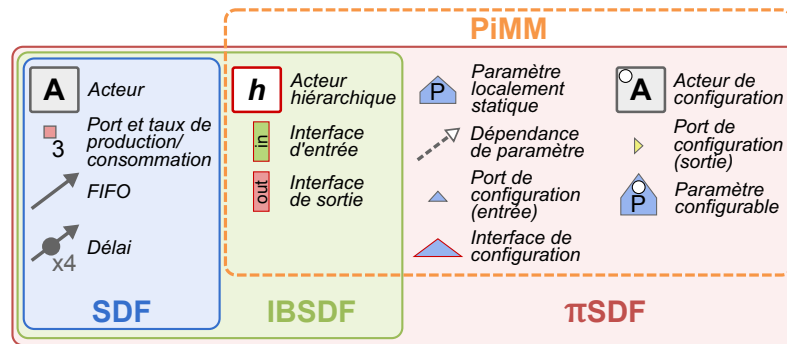 PiMM
A
Acteur
3
Port et taux de
production/
consommation
FIFO
x4
Délai
SDF
h
Acteur
hiérarchique
in
Interface
d'entrée
out
Interface
de sortie
IBSDF
P
Paramètre
localement
statique
Dépendance
de paramètre
Port de
configuration
(entrée)
Interface de
configuration
A
Acteur de
configuration
Port de
configuration
(sortie)
P
Paramètre
configurable
πSDF